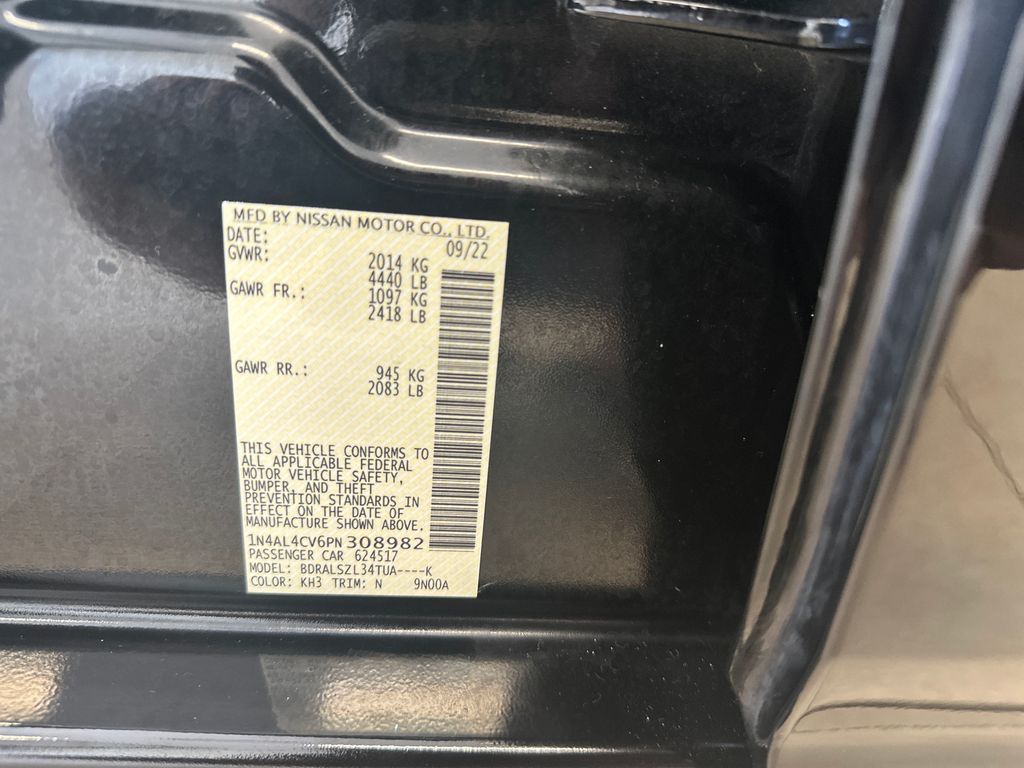 MFD BY NISSAN MOTOR CO., LTD.
DATE: 09/22
GVWR: 2014 KG
4440 LB
GAWR FR.: 1097 KG
2418 LB
GAWR RR.: 945 KG
2083 LB
THIS VEHICLE CONFORMS TO
ALL APPLICABLE FEDERAL
MOTOR VEHICLE SAFETY,
BUMPER, AND THEFT
PREVENTION STANDARDS IN
EFFECT ON THE DATE OF
MANUFACTURE SHOWN ABOVE.
1N4AL4CV6PN308982
PASSENGER CAR 624517
MODEL: BDRALSZL34TUA----K
COLOR: KH3 TRIM: N 9N00A